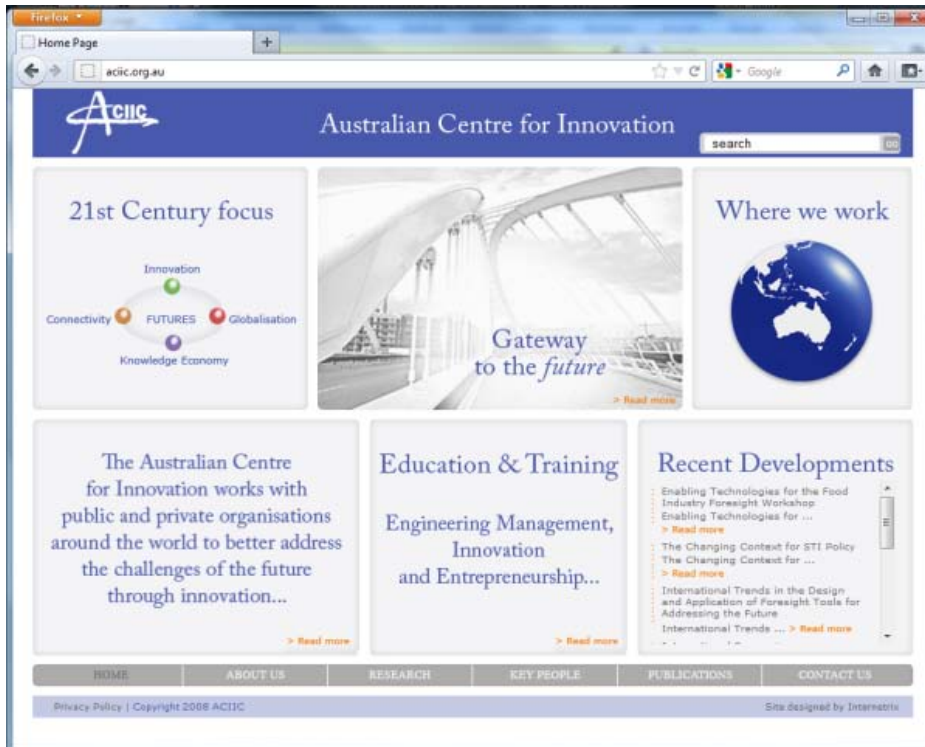 Firefox
Home Page
aciic.org.au
Google
ACIIC
Australian Centre for Innovation
search
GO
21st Century focus
Innovation
Connectivity
FUTURES
Globalisation
Knowledge Economy
Gateway
to the future
> Read more
Where we work
The Australian Centre
for Innovation works with
public and private organisations
around the world to better address
the challenges of the future
through innovation...
> Read more
Education & Training
Engineering Management,
Innovation
and Entrepreneurship...
> Read more
Recent Developments
Enabling Technologies for the Food
Industry Foresight Workshop
Enabling Technologies for ...
> Read more
The Changing Context for STI Policy
The Changing Context for ...
> Read more
International Trends in the Design
and Application of Foresight Tools for
Addressing the Future
International Trends ... > Read more
HOME
ABOUT US
RESEARCH
KEY PEOPLE
PUBLICATIONS
CONTACT US
Privacy Policy | Copyright 2008 ACIIC
Site designed by Internetrix